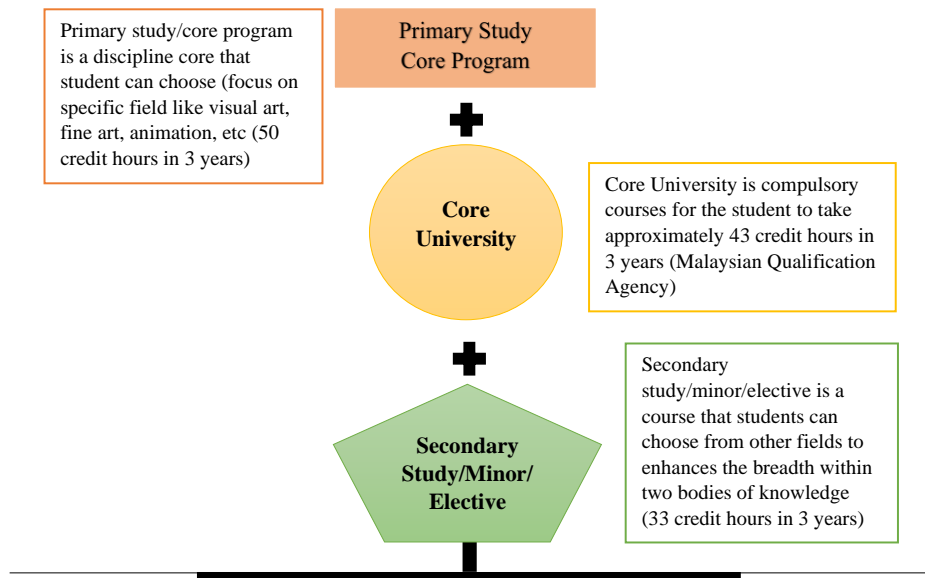 Primary study/core program
is a discipline core that
student can choose (focus on
specific field like visual art,
fine art, animation, etc (50
credit hours in 3 years)
Primary Study
Core Program
Core
University
Core University is compulsory
courses for the student to take
approximately 43 credit hours in
3 years (Malaysian Qualification
Agency)
Secondary
Study/Minor/
Elective
Secondary
study/minor/elective is a
course that students can
choose from other fields to
enhances the breadth within
two bodies of knowledge
(33 credit hours in 3 years)